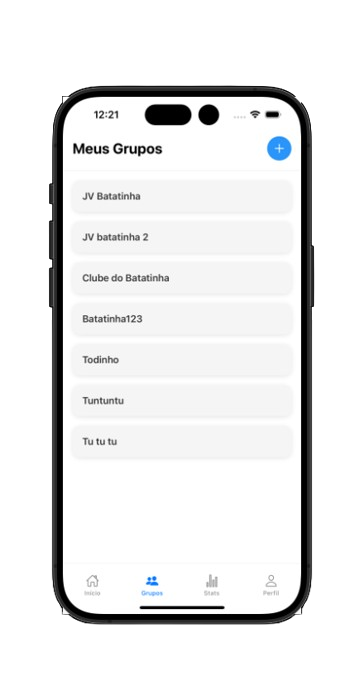 12:21
Meus Grupos
JV Batatinha
JV batatinha 2
Clube do Batatinha
Batatinha123
Todinho
Tuntuntu
Tu tu tu
Início
Grupos
Stats
Perfil